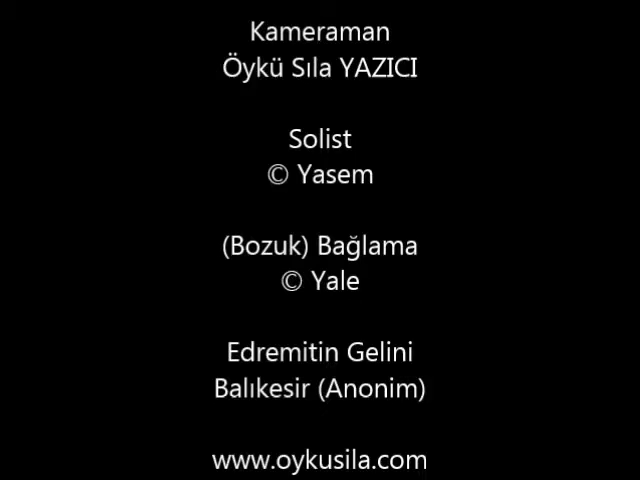 Kameraman
Öykü Sıla YAZICI
Solist
© Yasem
(Bozuk) Bağlama
© Yale
Edremitin Gelini
Balıkesir (Anonim)
www.oykusila.com